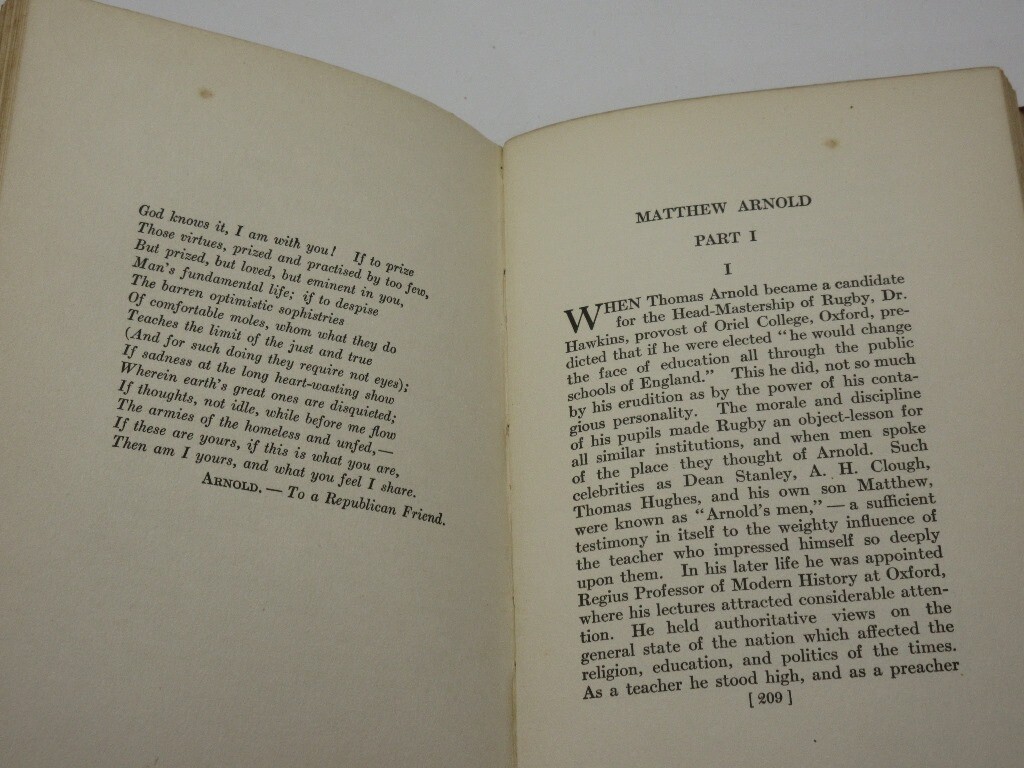 God knows it, I am with you! If to prize
Those virtues, prized and practised by too few,
But prized, but loved, but eminent in you,
Man's fundamental life; if to despise
The barren optimistic sophistries
Of comfortable moles, whom what they do
Teaches the limit of the just and true
(And for such doing they require not eyes);
If sadness at the long heart-wasting show
Wherein earth's great ones are disquieted;
If thoughts, not idle, while before me flow
The armies of the homeless and unfed,—
If these are yours, if this is what you are,
Then am I yours, and what you feel I share.
ARNOLD. — To a Republican Friend.
MATTHEW ARNOLD
PART I
I
WHEN Thomas Arnold became a candidate
for the Head-Mastership of Rugby, Dr.
Hawkins, provost of Oriel College, Oxford, pre-
dicted that if he were elected "he would change
the face of education all through the public
schools of England." This he did, not so much
by his erudition as by the power of his conta-
gious personality. The morale and discipline
of his pupils made Rugby an object-lesson for
all similar institutions, and when men spoke
of the place they thought of Arnold. Such
celebrities as Dean Stanley, A. H. Clough,
Thomas Hughes, and his own son Matthew,
were known as "Arnold's men," — a sufficient
testimony in itself to the weighty influence of
the teacher who impressed himself so deeply
upon them. In his later life he was appointed
Regius Professor of Modern History at Oxford,
where his lectures attracted considerable atten-
tion. He held authoritative views on the
general state of the nation which affected the
religion, education, and politics of the times.
As a teacher he stood high, and as a preacher
[ 209 ]